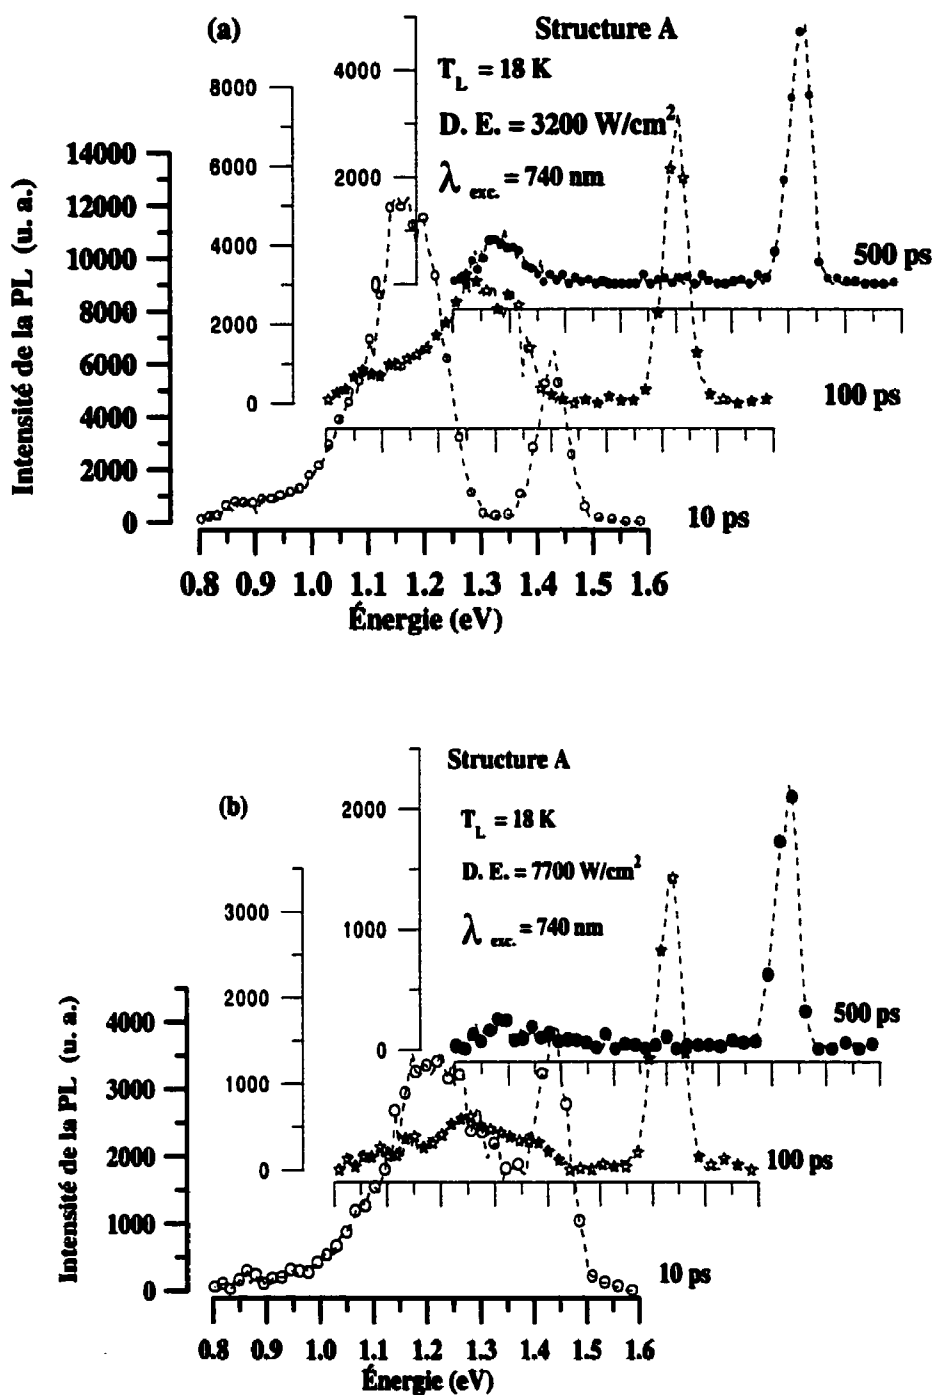 (a)
Structure A
T_L = 18 K
D. E. = 3200 W/cm²
λ exc. = 740 nm
4000
2000
0
500 ps
8000
6000
4000
2000
0
100 ps
14000
12000
10000
8000
6000
4000
2000
0
10 ps
Intensité de la PL (u. a.)
0.8 0.9 1.0 1.1 1.2 1.3 1.4 1.5 1.6
Énergie (eV)
(b)
Structure A
T_L = 18 K
D. E. = 7700 W/cm²
λ exc. = 740 nm
2000
1000
0
500 ps
3000
2000
1000
0
100 ps
4000
3000
2000
1000
0
10 ps
Intensité de la PL (u. a.)
0.8 0.9 1.0 1.1 1.2 1.3 1.4 1.5 1.6
Énergie (eV)